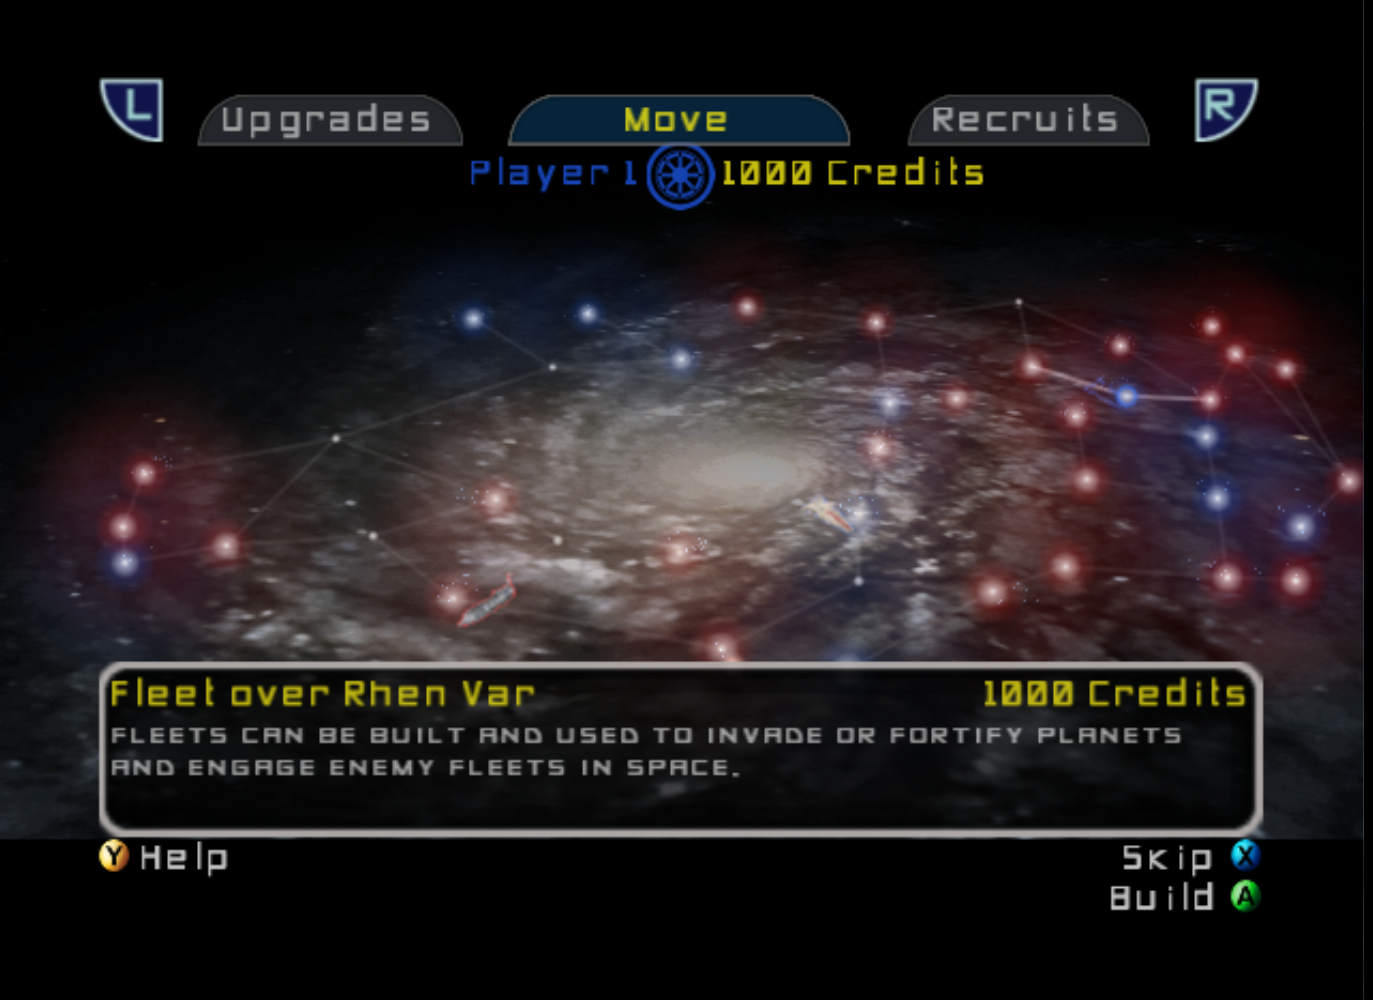 L
Upgrades
Move
Recruits
R
Player 1
1000 Credits
Fleet over Rhen Var
1000 Credits
FLEETS CAN BE BUILT AND USED TO INVADE OR FORTIFY PLANETS
AND ENGAGE ENEMY FLEETS IN SPACE.
Y Help
Skip X
Build A